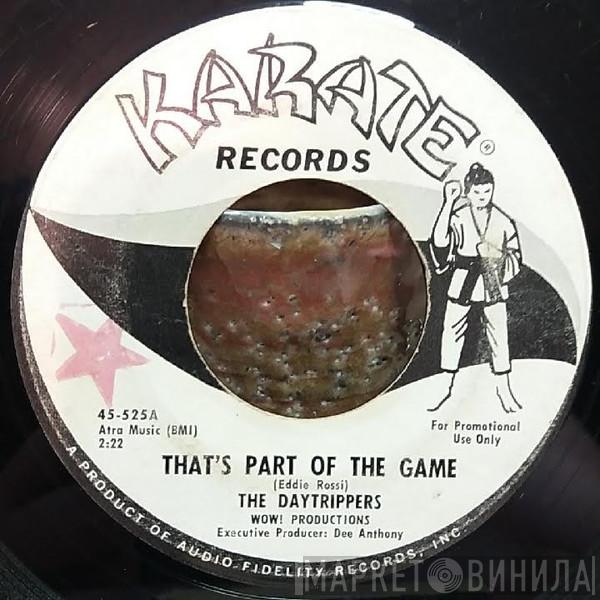 KARATE®
RECORDS
45-525A
Atra Music (BMI)
2:22
For Promotional
Use Only
THAT'S PART OF THE GAME
(Eddie Rossi)
THE DAYTRIPPERS
WOW! PRODUCTIONS
Executive Producer: Dee Anthony
A PRODUCT OF AUDIO-FIDELITY RECORDS, INC.
МАРКЕТ ВИНИЛА